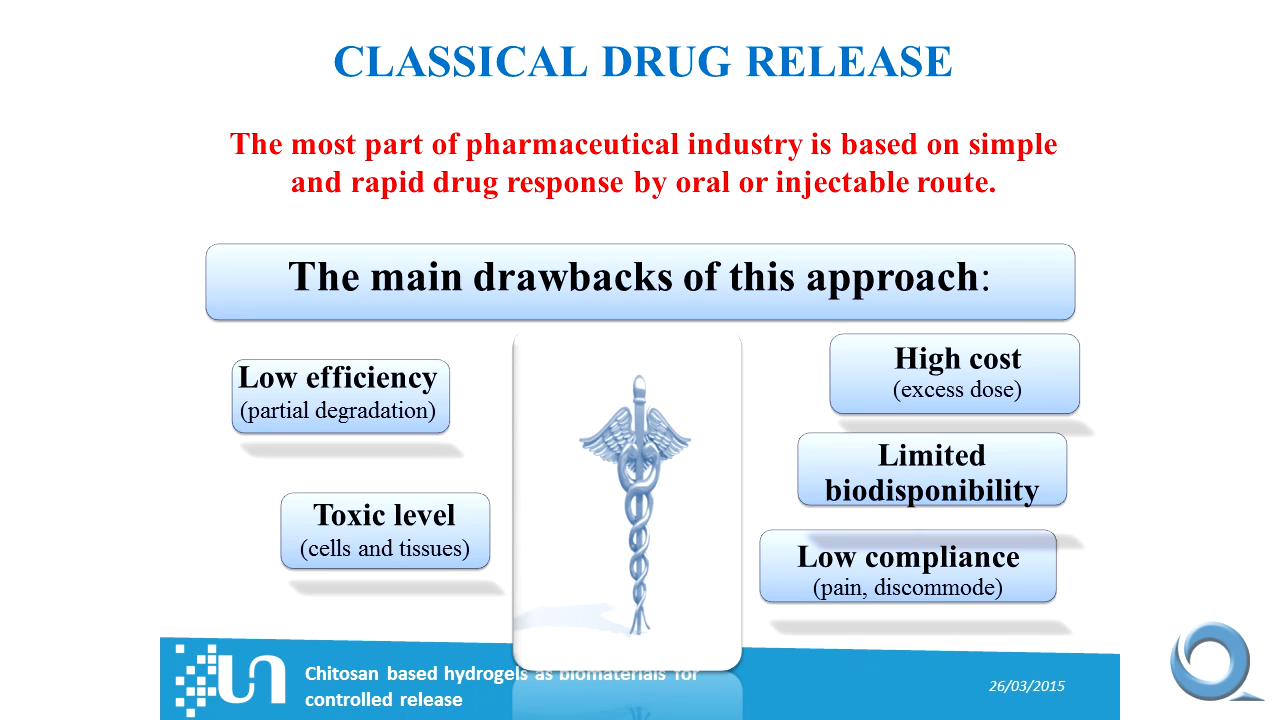 CLASSICAL DRUG RELEASE
The most part of pharmaceutical industry is based on simple
and rapid drug response by oral or injectable route.
The main drawbacks of this approach:
Low efficiency
(partial degradation)
Toxic level
(cells and tissues)
High cost
(excess dose)
Limited
biodisponibility
Low compliance
(pain, discommode)
Chitosan based hydrogels as biomaterials for
controlled release
26/03/2015